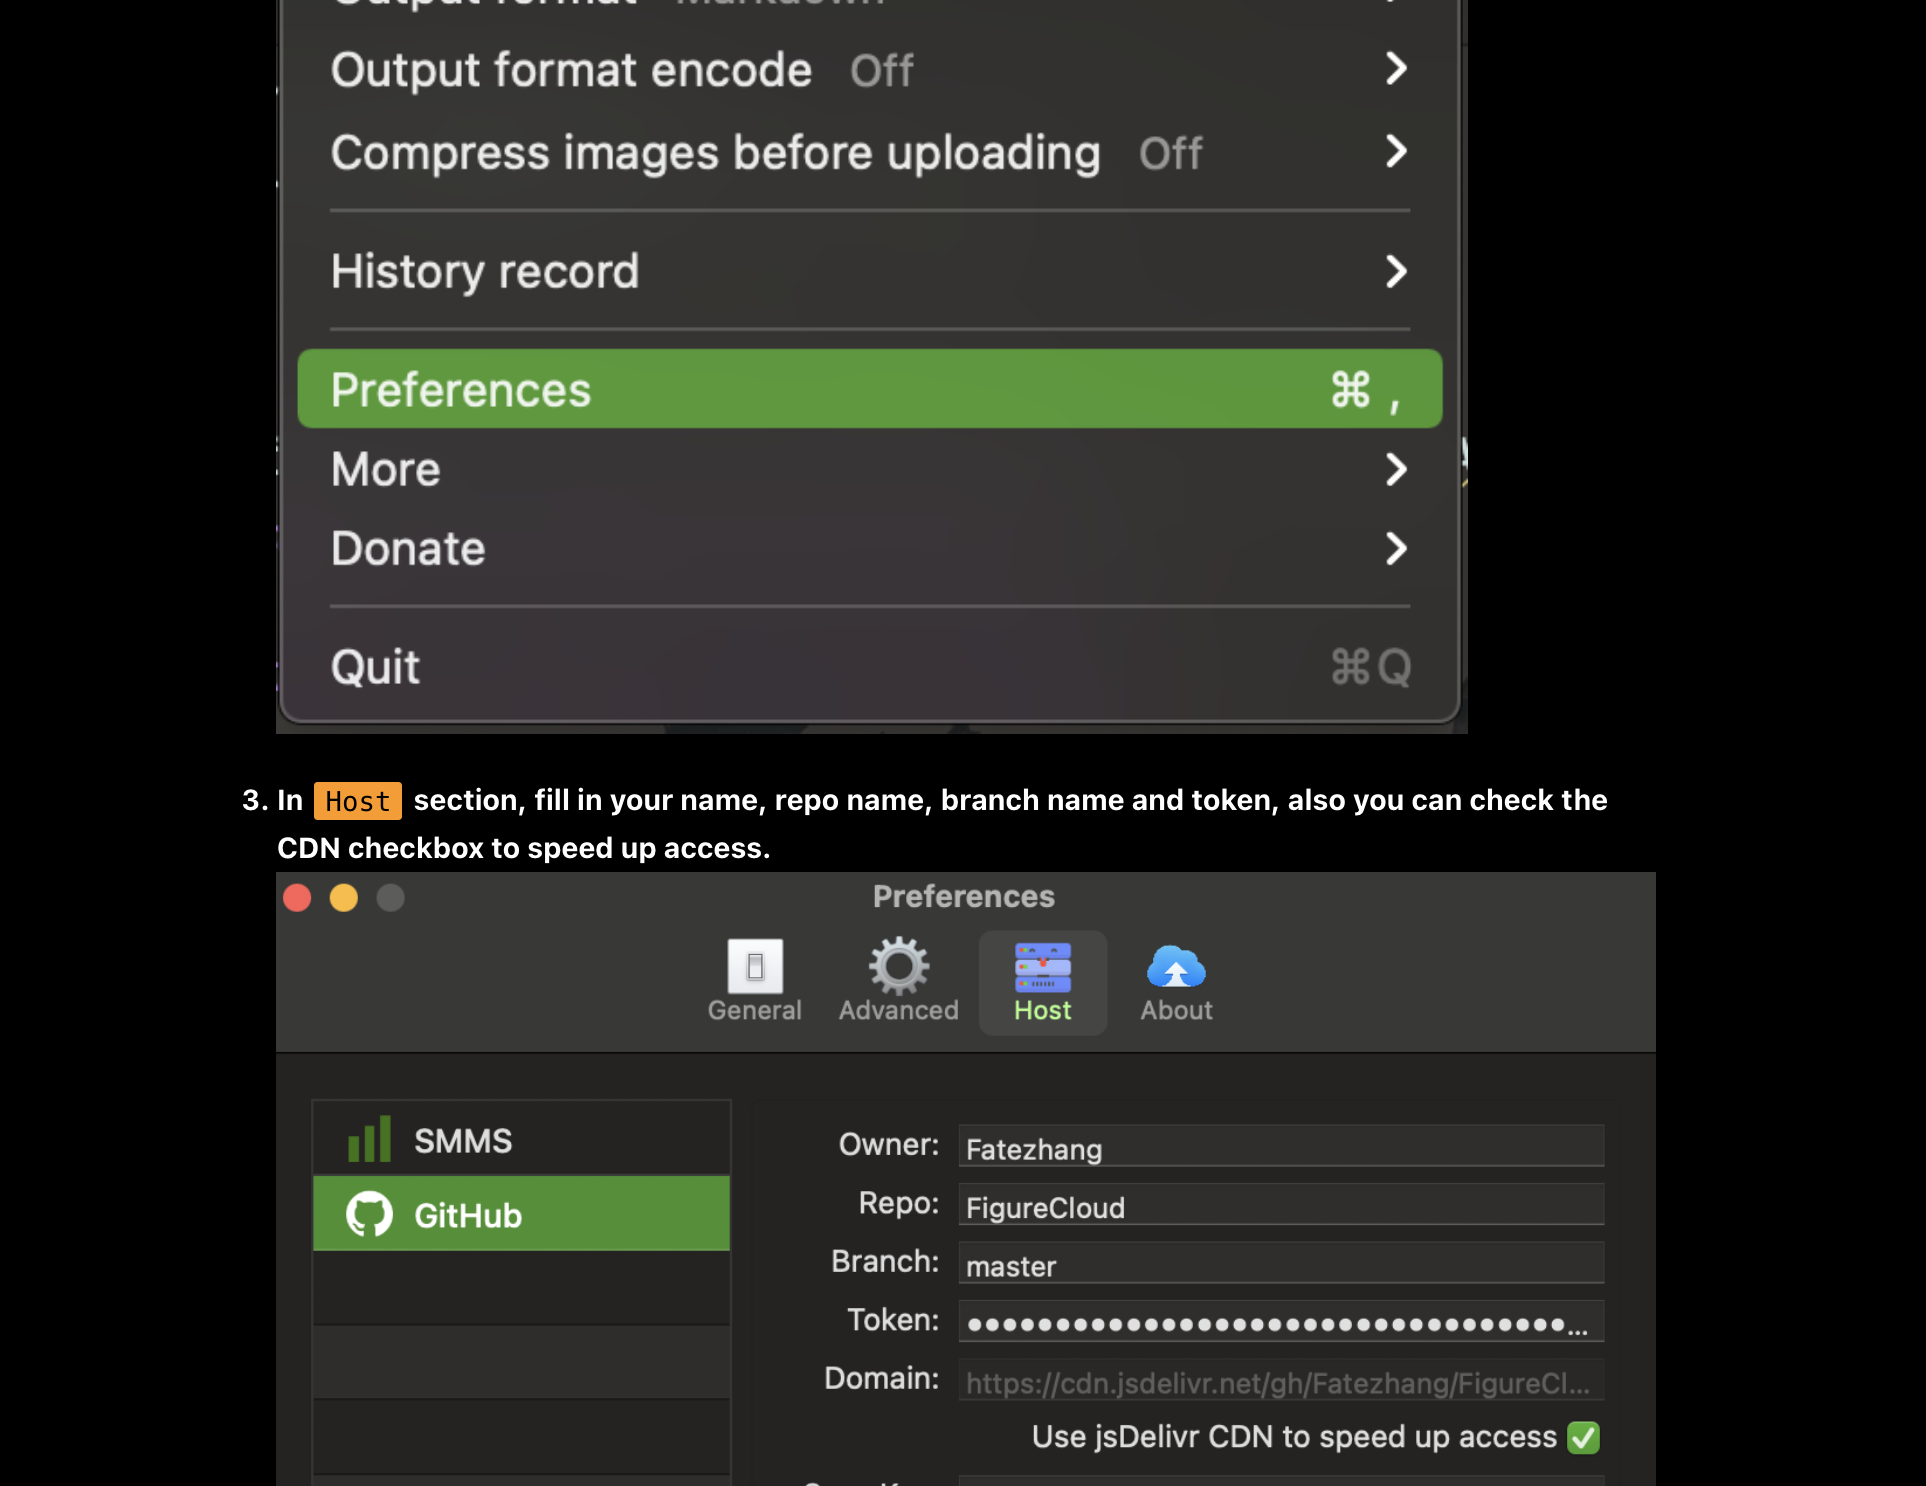 Output format Markdown
Output format encode Off
Compress images before uploading Off
History record
Preferences ⌘ ,
More
Donate
Quit ⌘Q
3. In Host section, fill in your name, repo name, branch name and token, also you can check the
CDN checkbox to speed up access.
Preferences
General Advanced Host About
SMMS
GitHub
Owner: Fatezhang
Repo: FigureCloud
Branch: master
Token: ●●●●●●●●●●●●●●●●●●●●●●●●●●●●●●●●●●...
Domain: https://cdn.jsdelivr.net/gh/Fatezhang/FigureCl...
Use jsDelivr CDN to speed up access